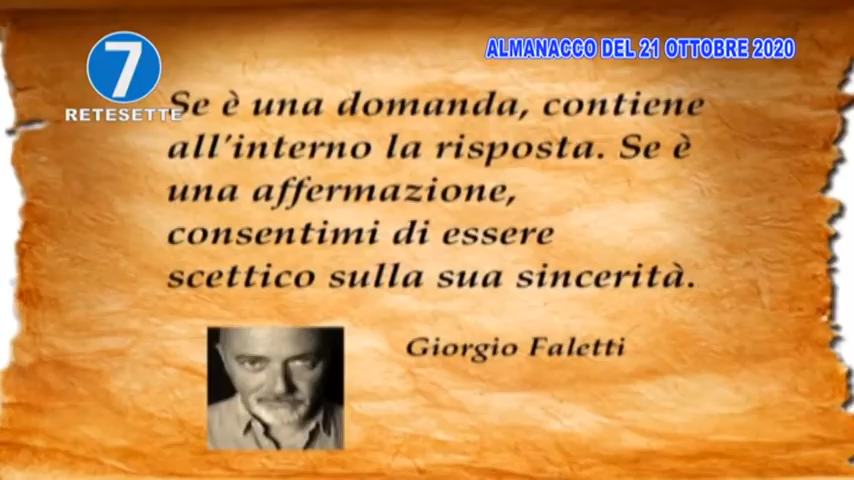 ALMANACCO DEL 21 OTTOBRE 2020
7
RETESETTE
Se è una domanda, contiene
all'interno la risposta. Se è
una affermazione,
consentimi di essere
scettico sulla sua sincerità.
Giorgio Faletti